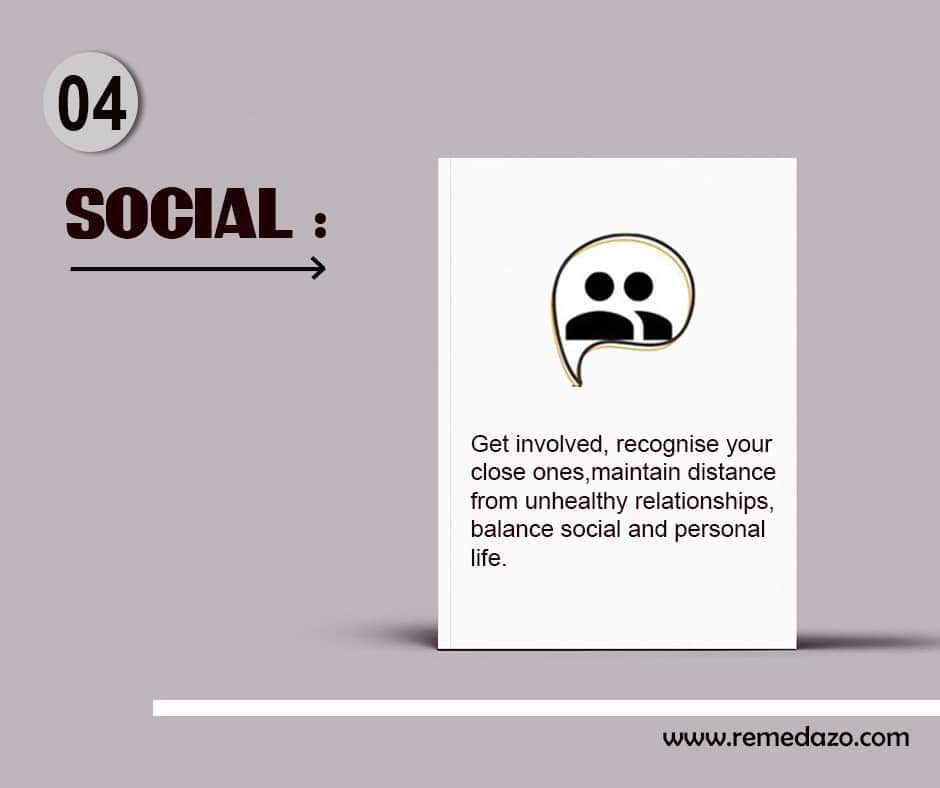 04
SOCIAL :
Get involved, recognise your
close ones,maintain distance
from unhealthy relationships,
balance social and personal
life.
www.remedazo.com